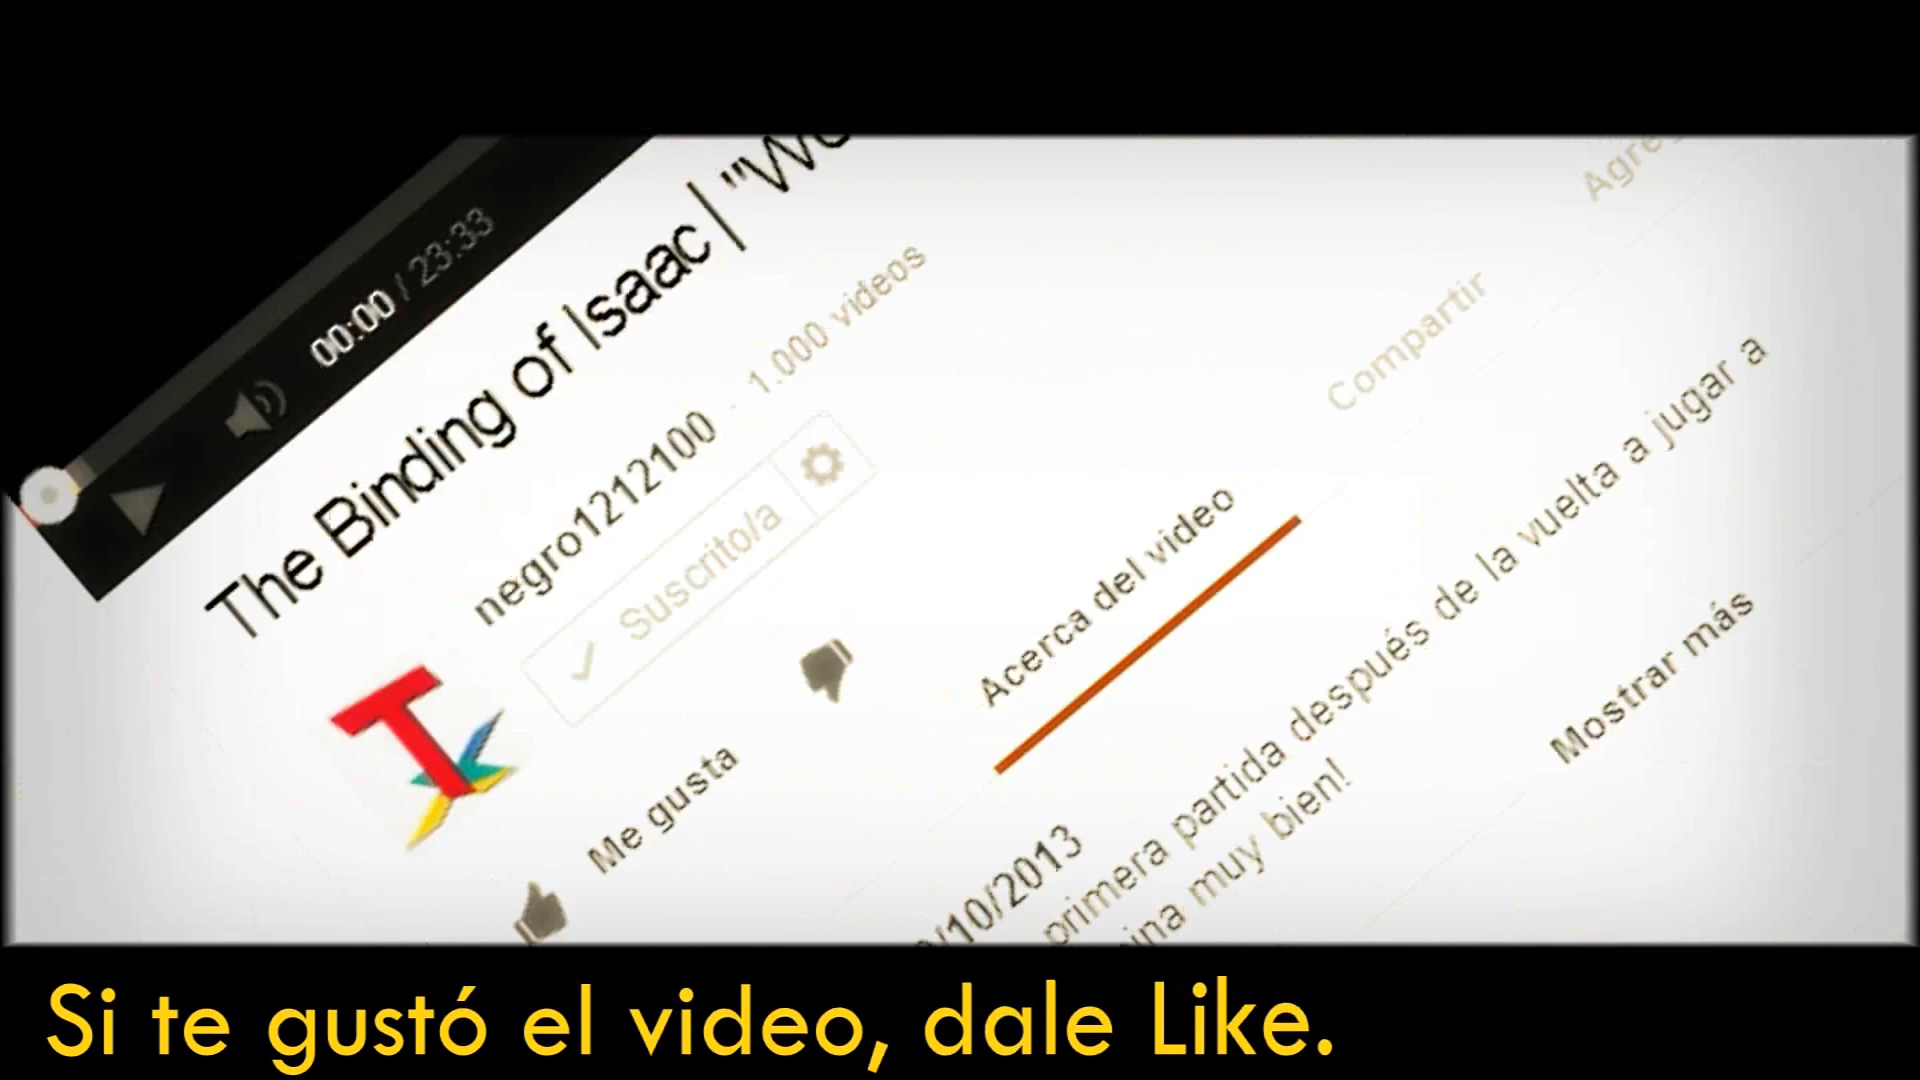 00:00 / 23:33
The Binding of Isaac | "Wo
negro1212100 · 1.000 videos
Suscrito/a
Me gusta
Acerca del video
Compartir
Agre
/10/2013
primera partida después de la vuelta a jugar a
ina muy bien!
Mostrar más
Si te gustó el video, dale Like.